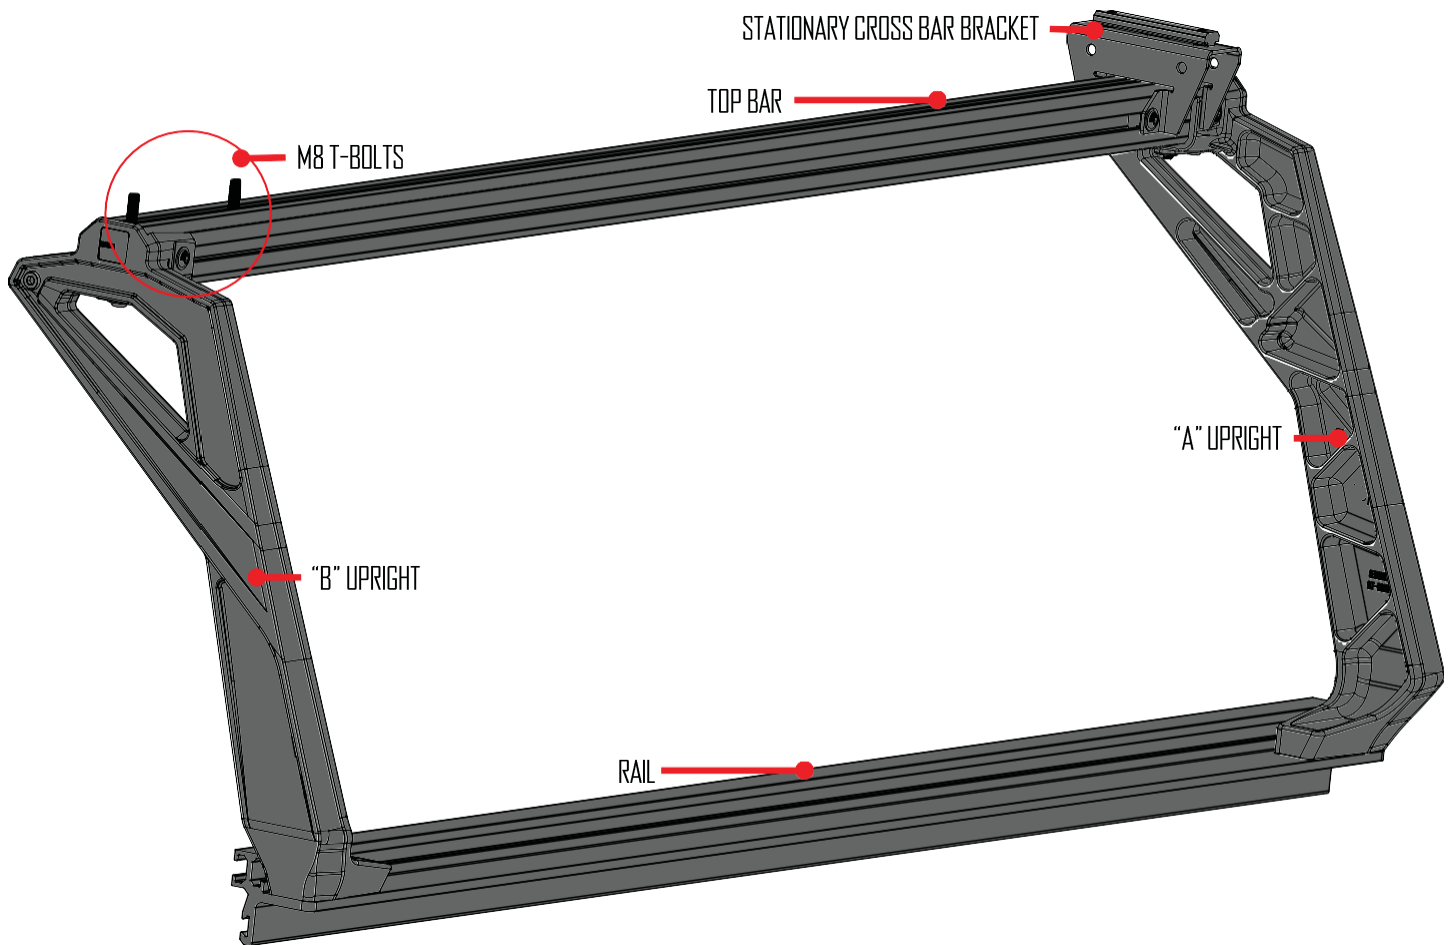 STATIONARY CROSS BAR BRACKET
TOP BAR
M8 T-BOLTS
"A" UPRIGHT
"B" UPRIGHT
RAIL